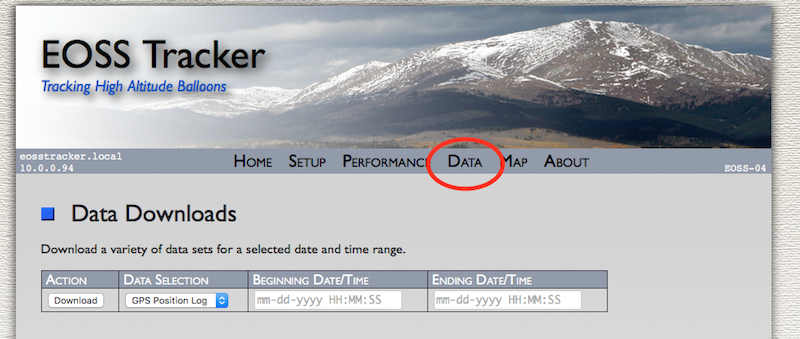 EOSS Tracker
Tracking High Altitude Balloons
eosstracker.local
10.0.0.94
Home Setup Performance Data Map About
EOSS-04
Data Downloads
Download a variety of data sets for a selected date and time range.
Action Data Selection Beginning Date/Time Ending Date/Time
Download GPS Position Log mm-dd-yyyy HH:MM:SS mm-dd-yyyy HH:MM:SS